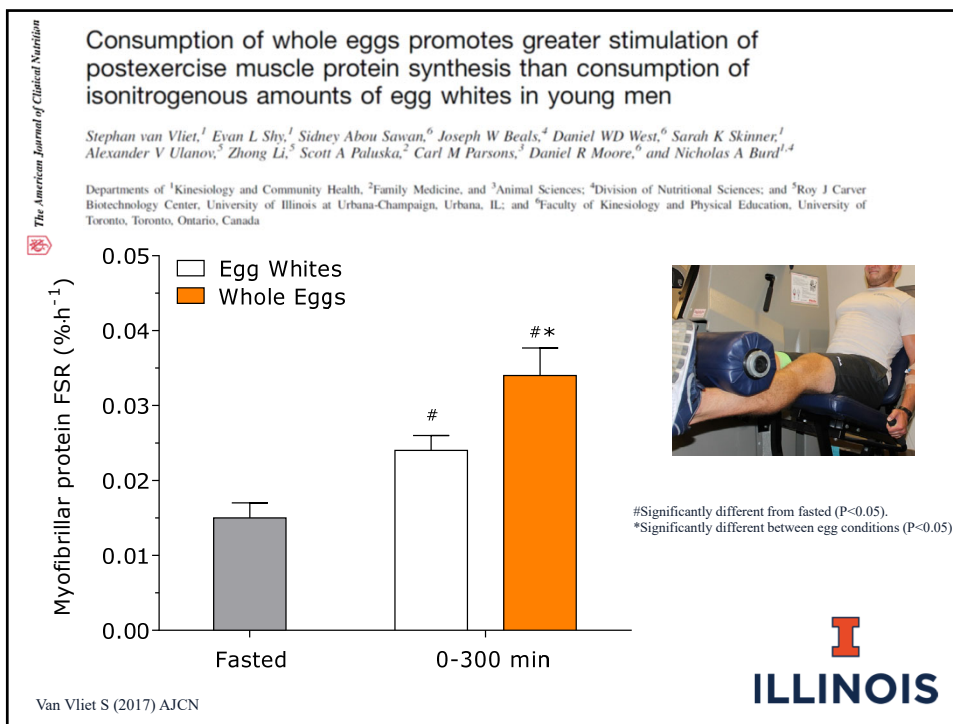 The American Journal of Clinical Nutrition
Consumption of whole eggs promotes greater stimulation of
postexercise muscle protein synthesis than consumption of
isonitrogenous amounts of egg whites in young men
Stephan van Vliet,¹ Evan L Shy,¹ Sidney Abou Sawan,⁶ Joseph W Beals,⁴ Daniel WD West,⁶ Sarah K Skinner,¹
Alexander V Ulanov,⁵ Zhong Li,⁵ Scott A Paluska,² Carl M Parsons,³ Daniel R Moore,⁶ and Nicholas A Burd¹,⁴
Departments of ¹Kinesiology and Community Health, ²Family Medicine, and ³Animal Sciences; ⁴Division of Nutritional Sciences; and ⁵Roy J Carver
Biotechnology Center, University of Illinois at Urbana-Champaign, Urbana, IL; and ⁶Faculty of Kinesiology and Physical Education, University of
Toronto, Toronto, Ontario, Canada
Myofibrillar protein FSR (%·h⁻¹)
0.05
0.04
0.03
0.02
0.01
0.00
Egg Whites
Whole Eggs
#
#*
Fasted
0-300 min
#Significantly different from fasted (P<0.05).
*Significantly different between egg conditions (P<0.05)
ILLINOIS
Van Vliet S (2017) AJCN